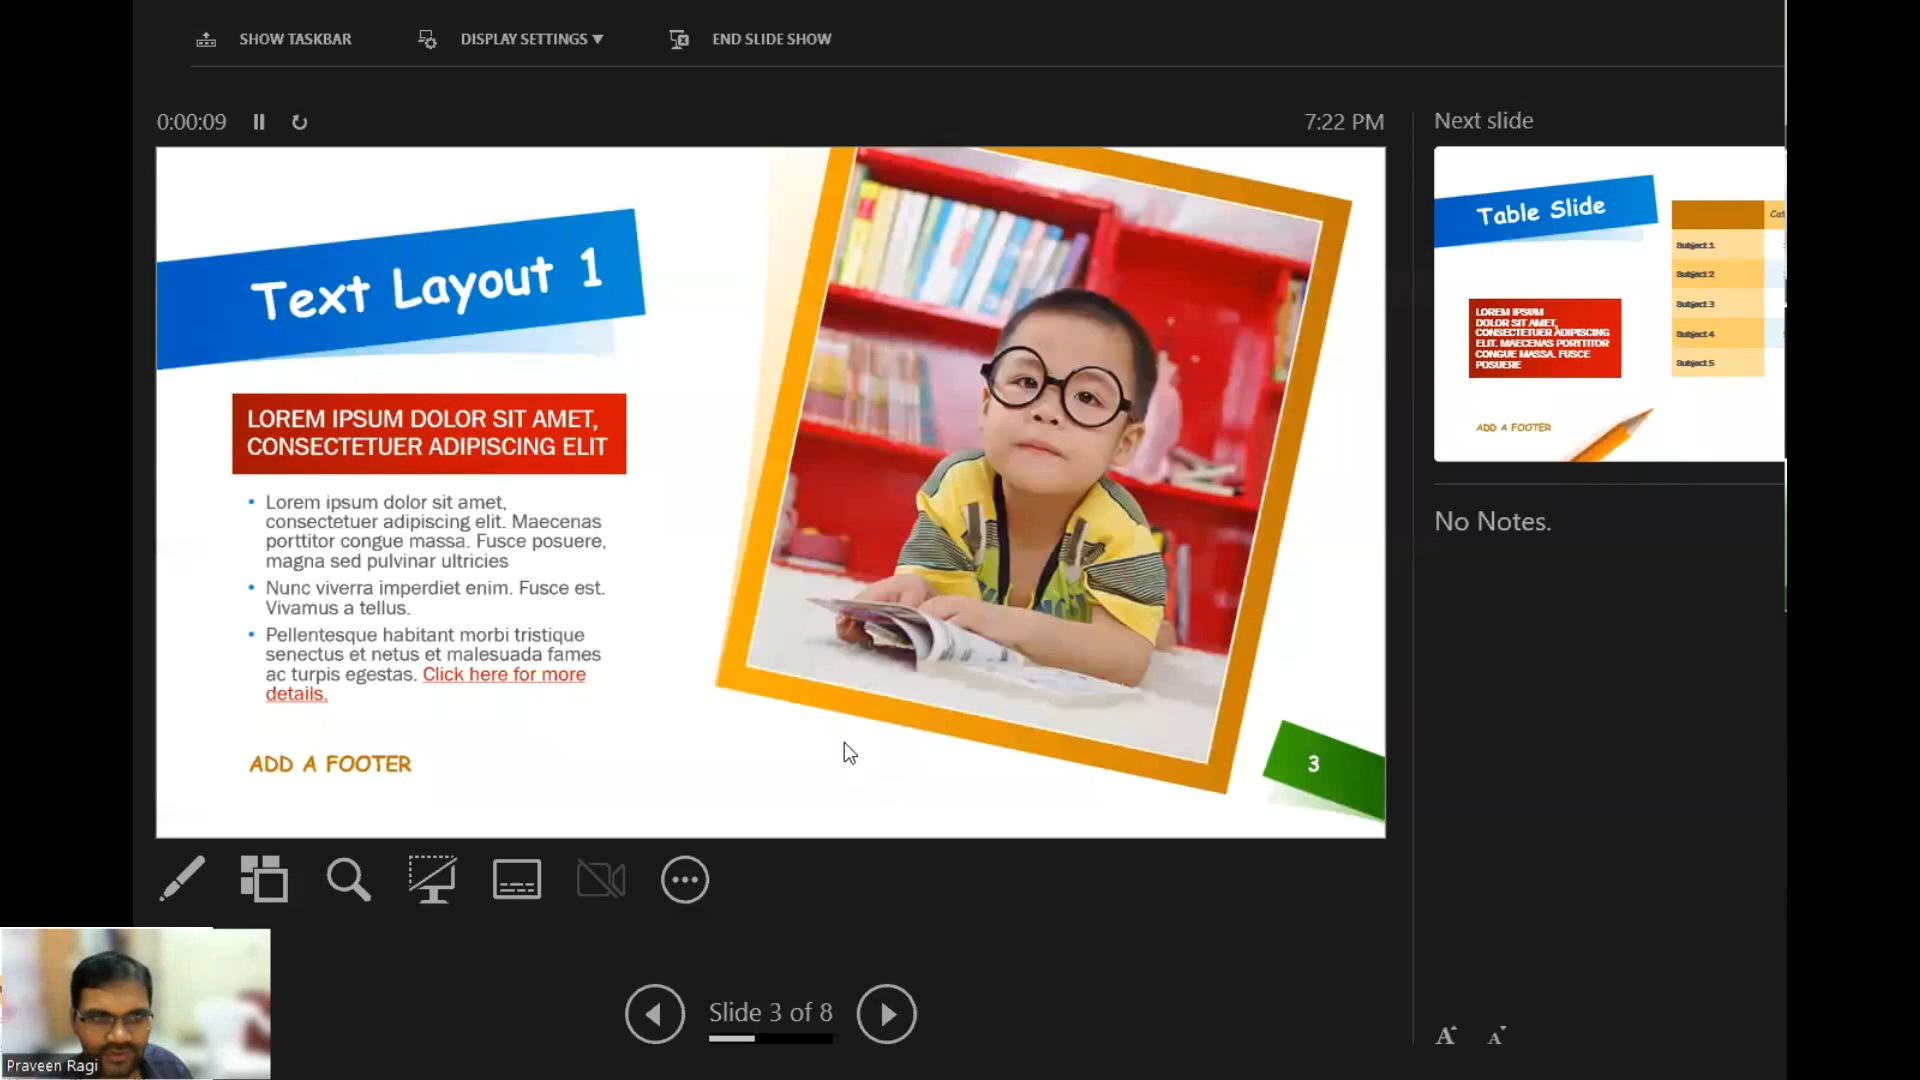 SHOW TASKBAR
DISPLAY SETTINGS ▼
END SLIDE SHOW
0:00:09
7:22 PM
Next slide
Text Layout 1
LOREM IPSUM DOLOR SIT AMET,
CONSECTETUER ADIPISCING ELIT
• Lorem ipsum dolor sit amet,
consectetuer adipiscing elit. Maecenas
porttitor congue massa. Fusce posuere,
magna sed pulvinar ultricies
• Nunc viverra imperdiet enim. Fusce est.
Vivamus a tellus.
• Pellentesque habitant morbi tristique
senectus et netus et malesuada fames
ac turpis egestas. Click here for more
details.
ADD A FOOTER
3
Table Slide
Subject 1
Subject 2
Subject 3
Subject 4
Subject 5
LOREM IPSUM
DOLOR SIT AMET,
CONSECTETUER ADIPISCING
ELIT. MAECENAS PORTTITOR
CONGUE MASSA. FUSCE
POSUERE
ADD A FOOTER
No Notes.
Slide 3 of 8
A A
Praveen Ragi